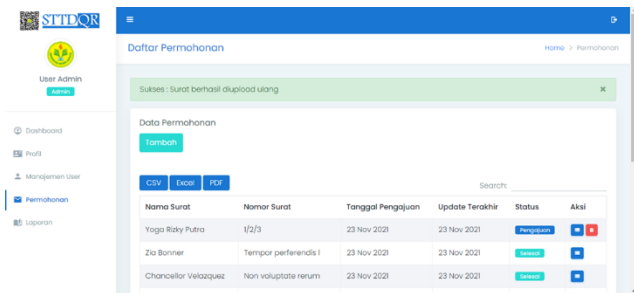 STTDQR
User Admin
Admin
Dashboard
Profil
Manajemen User
Permohonan
Laporan
Daftar Permohonan
Home > Permohonan
Sukses : Surat berhasil diupload ulang ×
Data Permohonan
Tambah
CSV Excel PDF
Search:
Nama Surat Nomor Surat Tanggal Pengajuan Update Terakhir Status Aksi
Yoga Rizky Putra 1/2/3 23 Nov 2021 23 Nov 2021 Pengajuan
Zia Bonner Tempor perferendis l 23 Nov 2021 23 Nov 2021 Selesai
Chancellor Velazquez Non voluptate rerum 23 Nov 2021 23 Nov 2021 Selesai